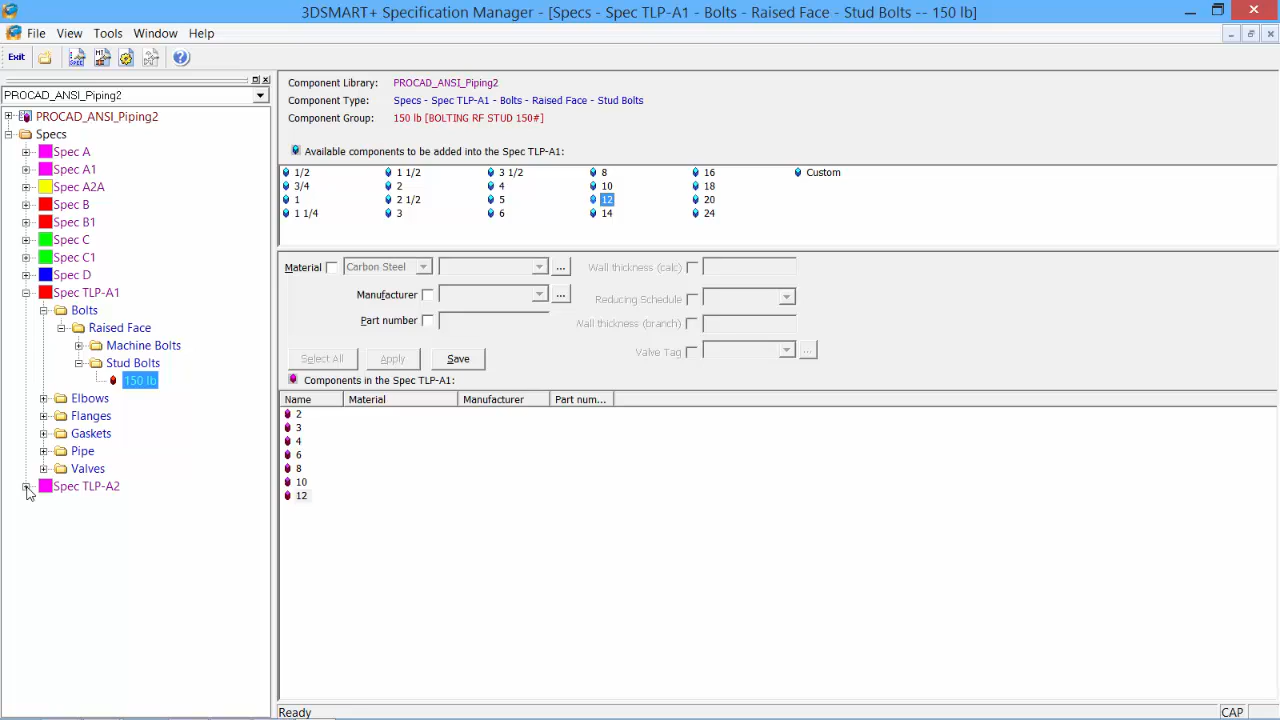 3DSMART+ Specification Manager - [Specs - Spec TLP-A1 - Bolts - Raised Face - Stud Bolts -- 150 lb]
File View Tools Window Help
Exit
PROCAD_ANSI_Piping2
PROCAD_ANSI_Piping2
Specs
Spec A
Spec A1
Spec A2A
Spec B
Spec B1
Spec C
Spec C1
Spec D
Spec TLP-A1
Bolts
Raised Face
Machine Bolts
Stud Bolts
150 lb
Elbows
Flanges
Gaskets
Pipe
Valves
Spec TLP-A2
Component Library: PROCAD_ANSI_Piping2
Component Type: Specs - Spec TLP-A1 - Bolts - Raised Face - Stud Bolts
Component Group: 150 lb [BOLTING RF STUD 150#]
Available components to be added into the Spec TLP-A1:
1/2 1 1/2 3 1/2 8 16 Custom
3/4 2 4 10 18
1 2 1/2 5 12 20
1 1/4 3 6 14 24
Material Carbon Steel ... Wall thickness (calc)
Manufacturer ... Reducing Schedule
Part number Wall thickness (branch)
Select All Apply Save Valve Tag ...
Components in the Spec TLP-A1:
Name Material Manufacturer Part num...
2
3
4
6
8
10
12
Ready CAP